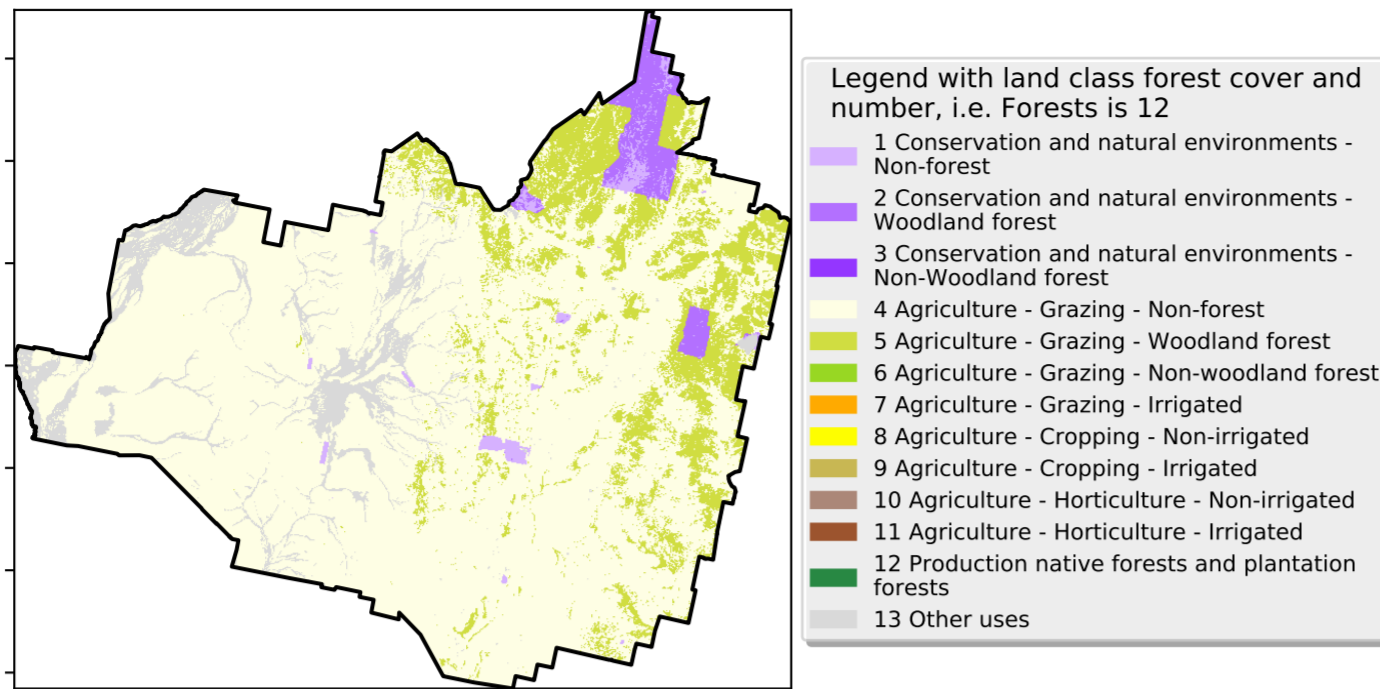 Legend with land class forest cover and
number, i.e. Forests is 12
1 Conservation and natural environments -
Non-forest
2 Conservation and natural environments -
Woodland forest
3 Conservation and natural environments -
Non-Woodland forest
4 Agriculture - Grazing - Non-forest
5 Agriculture - Grazing - Woodland forest
6 Agriculture - Grazing - Non-woodland forest
7 Agriculture - Grazing - Irrigated
8 Agriculture - Cropping - Non-irrigated
9 Agriculture - Cropping - Irrigated
10 Agriculture - Horticulture - Non-irrigated
11 Agriculture - Horticulture - Irrigated
12 Production native forests and plantation
forests
13 Other uses